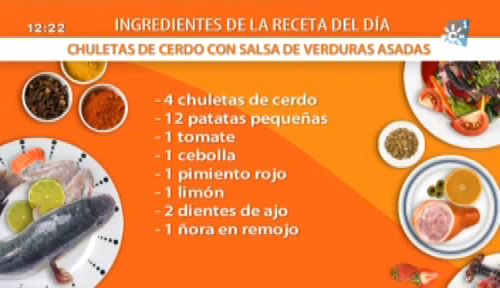 12:22
INGREDIENTES DE LA RECETA DEL DÍA
CHULETAS DE CERDO CON SALSA DE VERDURAS ASADAS
- 4 chuletas de cerdo
- 12 patatas pequeñas
- 1 tomate
- 1 cebolla
- 1 pimiento rojo
- 1 limón
- 2 dientes de ajo
- 1 ñora en remojo